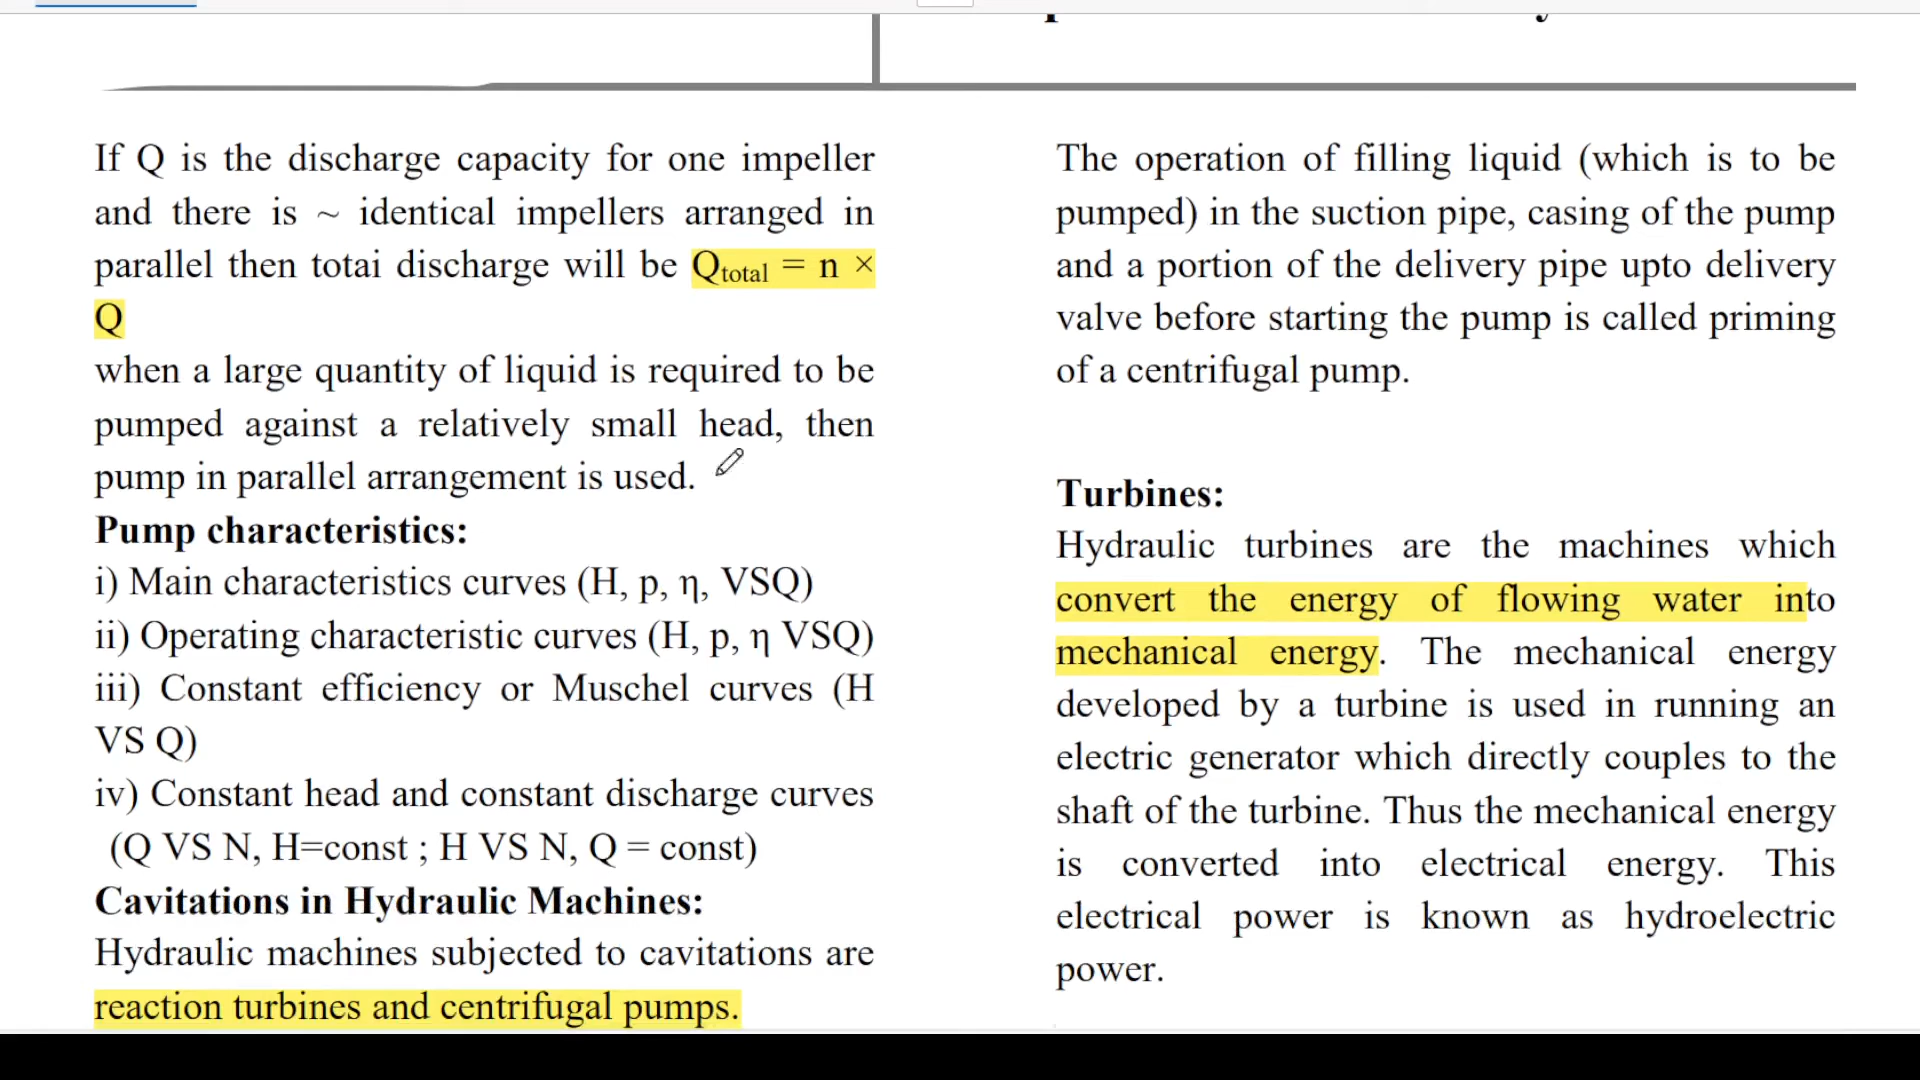 If Q is the discharge capacity for one impeller
and there is ~ identical impellers arranged in
parallel then totai discharge will be Qtotal = n ×
Q
when a large quantity of liquid is required to be
pumped against a relatively small head, then
pump in parallel arrangement is used.
Pump characteristics:
i) Main characteristics curves (H, p, η, VSQ)
ii) Operating characteristic curves (H, p, η VSQ)
iii) Constant efficiency or Muschel curves (H
VS Q)
iv) Constant head and constant discharge curves
(Q VS N, H=const ; H VS N, Q = const)
Cavitations in Hydraulic Machines:
Hydraulic machines subjected to cavitations are
reaction turbines and centrifugal pumps.
The operation of filling liquid (which is to be
pumped) in the suction pipe, casing of the pump
and a portion of the delivery pipe upto delivery
valve before starting the pump is called priming
of a centrifugal pump.
Turbines:
Hydraulic turbines are the machines which
convert the energy of flowing water into
mechanical energy. The mechanical energy
developed by a turbine is used in running an
electric generator which directly couples to the
shaft of the turbine. Thus the mechanical energy
is converted into electrical energy. This
electrical power is known as hydroelectric
power.